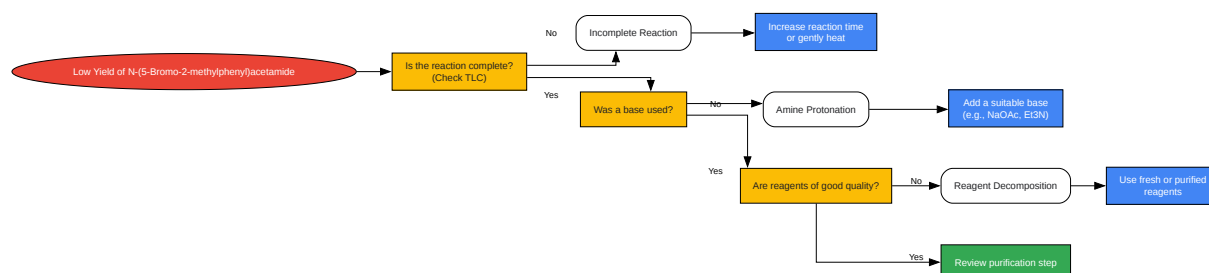 No
Incomplete Reaction
Increase reaction time
or gently heat
Low Yield of N-(5-Bromo-2-methylphenyl)acetamide
Is the reaction complete?
(Check TLC)
Yes
Was a base used?
No
Amine Protonation
Add a suitable base
(e.g., NaOAc, Et3N)
Yes
Are reagents of good quality?
No
Reagent Decomposition
Use fresh or purified
reagents
Yes
Review purification step